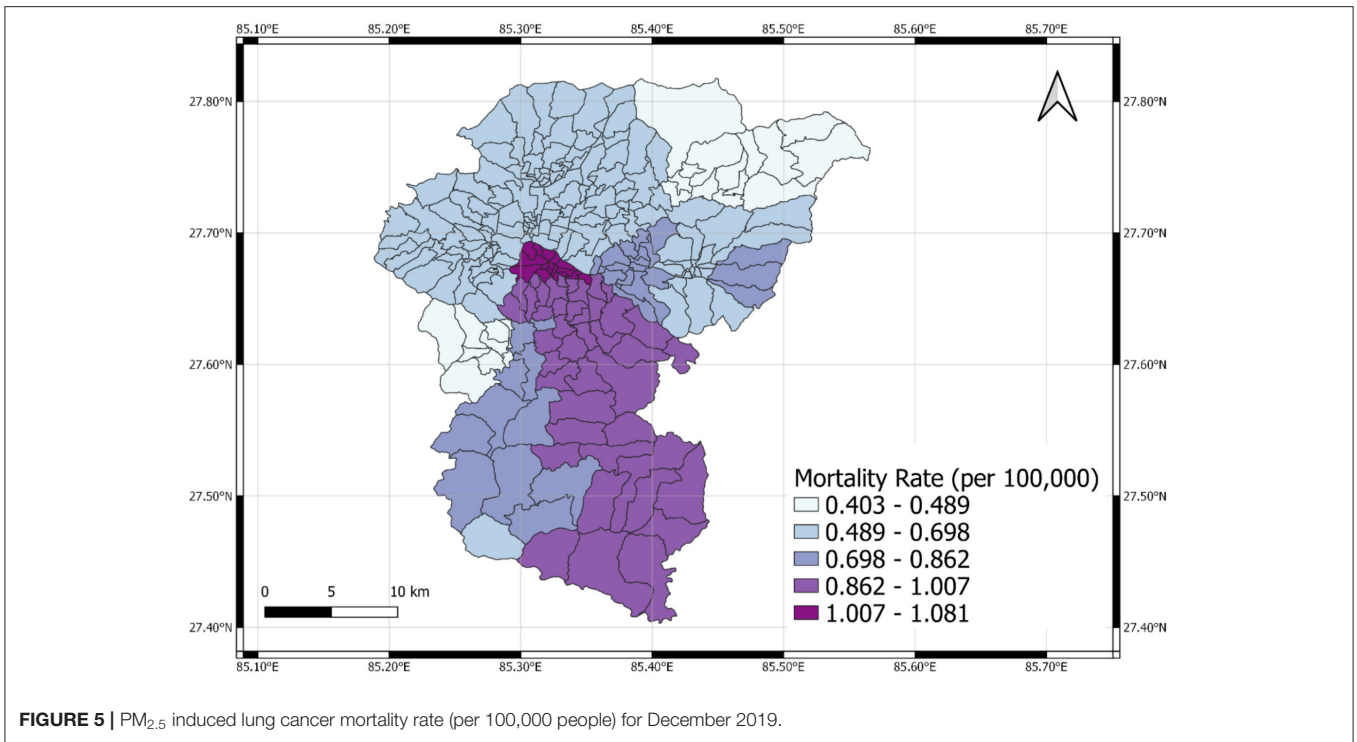 85.10°E 85.20°E 85.30°E 85.40°E 85.50°E 85.60°E 85.70°E
27.80°N 27.80°N
27.70°N 27.70°N
27.60°N 27.60°N
Mortality Rate (per 100,000)
0.403 - 0.489
27.50°N 27.50°N
0.489 - 0.698
0.698 - 0.862
0.862 - 1.007
0 5 10 km
1.007 - 1.081
27.40°N 27.40°N
85.10°E 85.20°E 85.30°E 85.40°E 85.50°E 85.60°E 85.70°E
FIGURE 5 | PM2.5 induced lung cancer mortality rate (per 100,000 people) for December 2019.